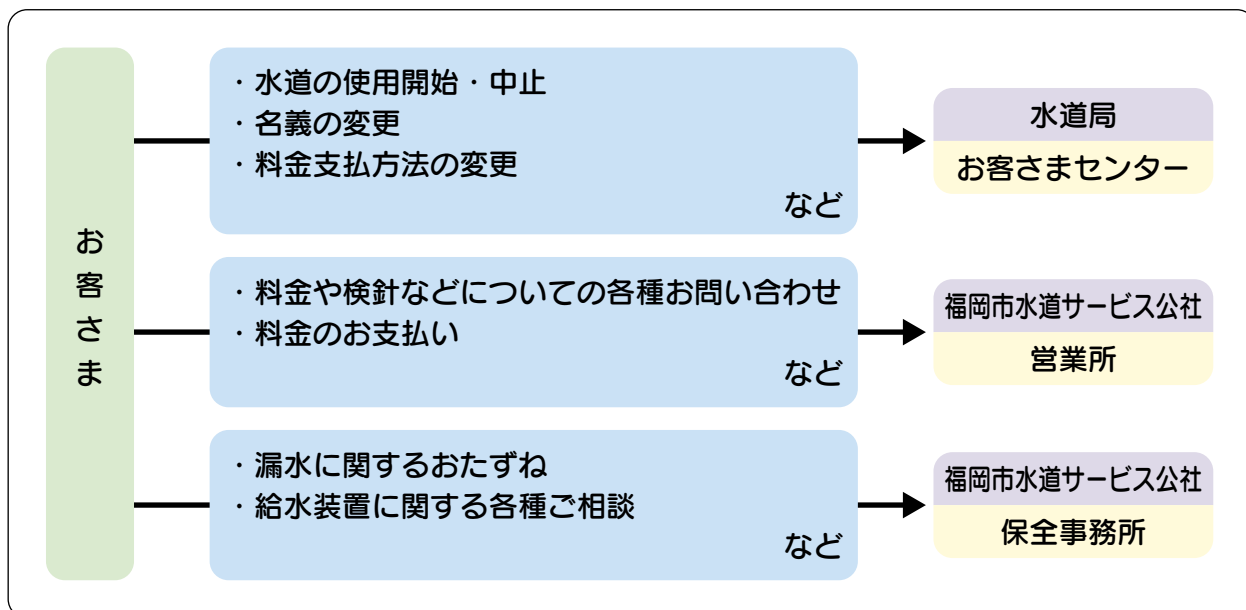 お客さま
・水道の使用開始・中止
・名義の変更
・料金支払方法の変更
など
水道局
お客さまセンター
・料金や検針などについての各種お問い合わせ
・料金のお支払い
など
福岡市水道サービス公社
営業所
・漏水に関するおたずね
・給水装置に関する各種ご相談
など
福岡市水道サービス公社
保全事務所